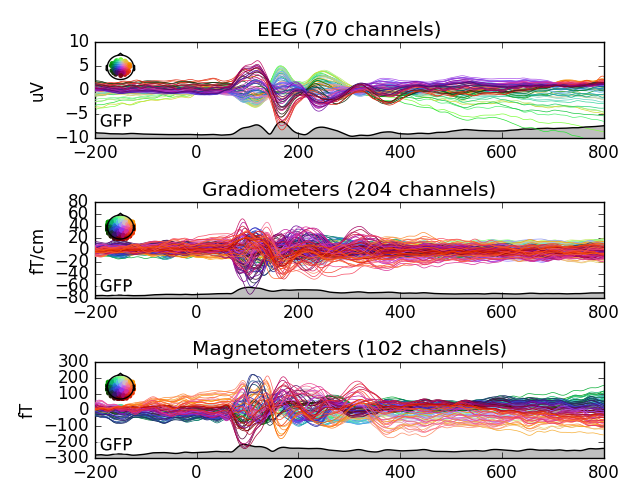 EEG (70 channels)
10
5
0
−5
−10
uV
GFP
−200 0 200 400 600 800
Gradiometers (204 channels)
80
60
40
20
0
−20
−40
−60
−80
fT/cm
GFP
−200 0 200 400 600 800
Magnetometers (102 channels)
300
200
100
0
−100
−200
−300
fT
GFP
−200 0 200 400 600 800